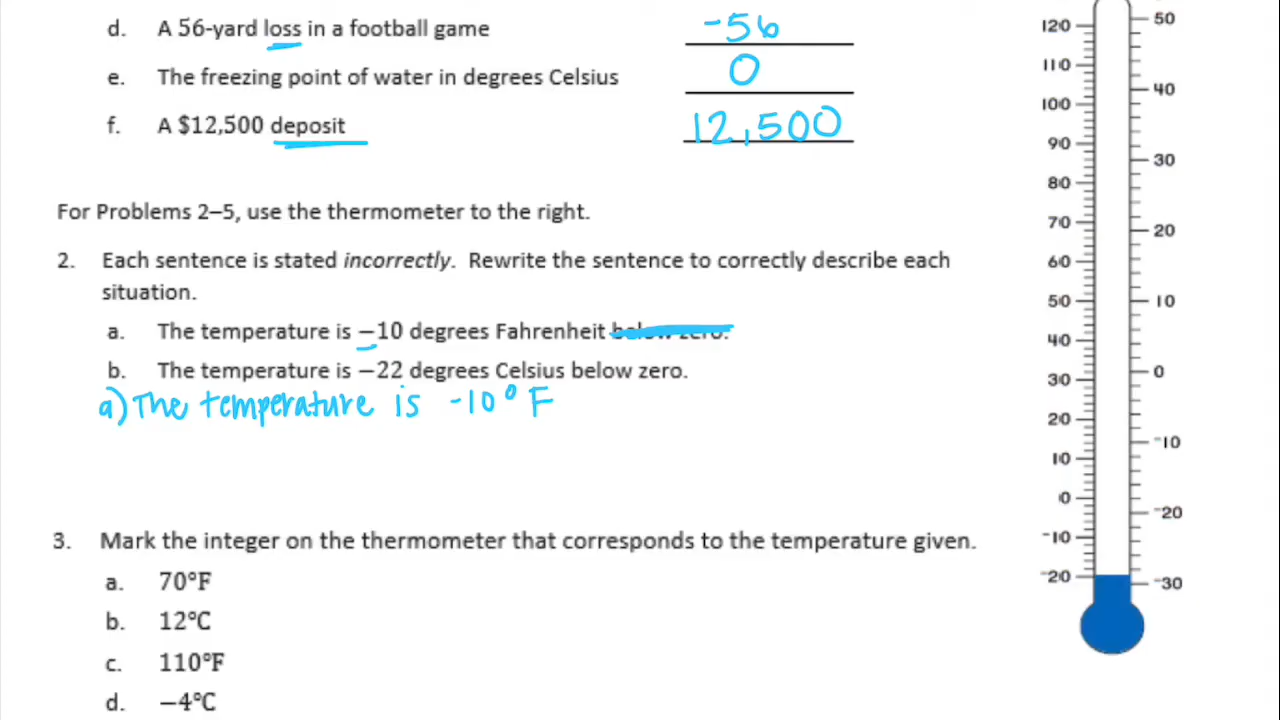 d. A 56-yard loss in a football game -56
e. The freezing point of water in degrees Celsius 0
f. A $12,500 deposit 12,500
For Problems 2–5, use the thermometer to the right.
2. Each sentence is stated incorrectly. Rewrite the sentence to correctly describe each
situation.
a. The temperature is −10 degrees Fahrenheit below zero.
b. The temperature is −22 degrees Celsius below zero.
a) The temperature is -10° F
3. Mark the integer on the thermometer that corresponds to the temperature given.
a. 70°F
b. 12°C
c. 110°F
d. −4°C
120
110
100
90
80
70
60
50
40
30
20
10
0
-10
-20
50
40
30
20
10
0
-10
-20
-30